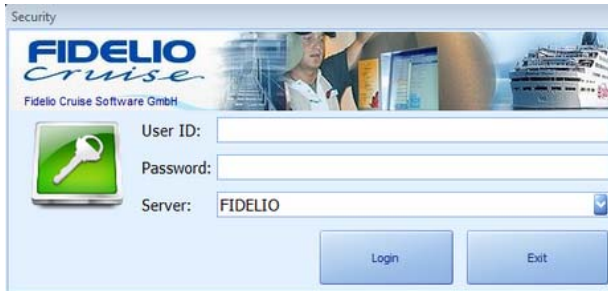 Security
FIDELIO
Cruise
Fidelio Cruise Software GmbH
User ID:
Password:
Server: FIDELIO
Login Exit